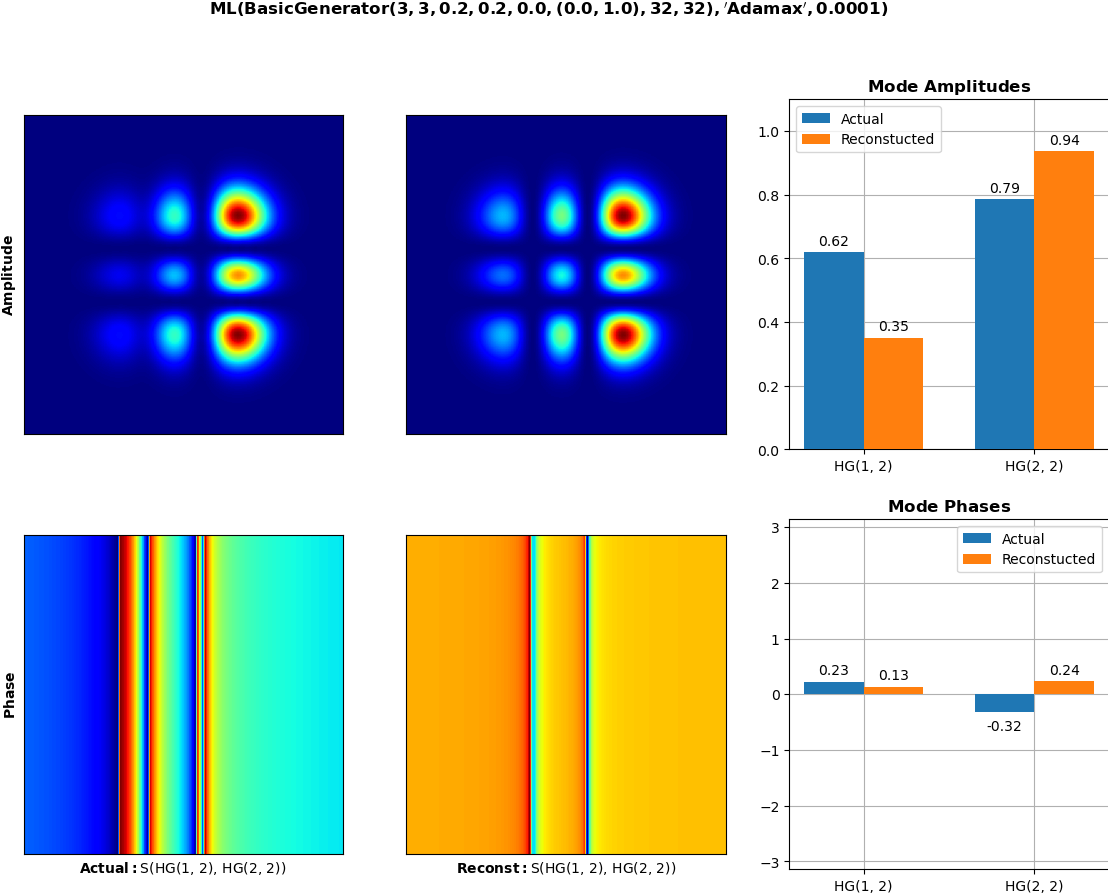 ML(BasicGenerator(3, 3, 0.2, 0.2, 0.0, (0.0, 1.0), 32, 32), ′Adamax′, 0.0001)
Amplitude
Mode Amplitudes
Actual
Reconstucted
1.0
0.8
0.6
0.4
0.2
0.0
0.62
0.35
0.79
0.94
HG(1, 2)
HG(2, 2)
Phase
Actual: S(HG(1, 2), HG(2, 2))
Reconst: S(HG(1, 2), HG(2, 2))
Mode Phases
Actual
Reconstucted
3
2
1
0
−1
−2
−3
0.23
0.13
-0.32
0.24
HG(1, 2)
HG(2, 2)